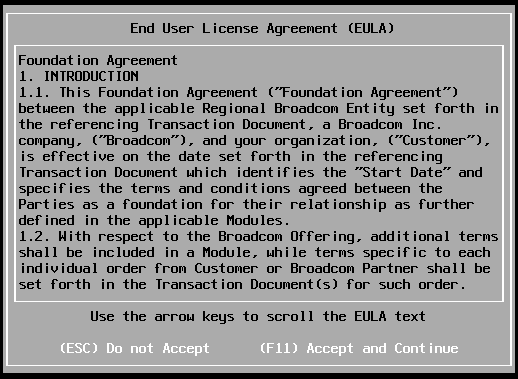 End User License Agreement (EULA)
Foundation Agreement
1. INTRODUCTION
1.1. This Foundation Agreement ("Foundation Agreement")
between the applicable Regional Broadcom Entity set forth in
the referencing Transaction Document, a Broadcom Inc.
company, ("Broadcom"), and your organization, ("Customer"),
is effective on the date set forth in the referencing
Transaction Document which identifies the "Start Date" and
specifies the terms and conditions agreed between the
Parties as a foundation for their relationship as further
defined in the applicable Modules.
1.2. With respect to the Broadcom Offering, additional terms
shall be included in a Module, while terms specific to each
individual order from Customer or Broadcom Partner shall be
set forth in the Transaction Document(s) for such order.
Use the arrow keys to scroll the EULA text
(ESC) Do not Accept (F11) Accept and Continue